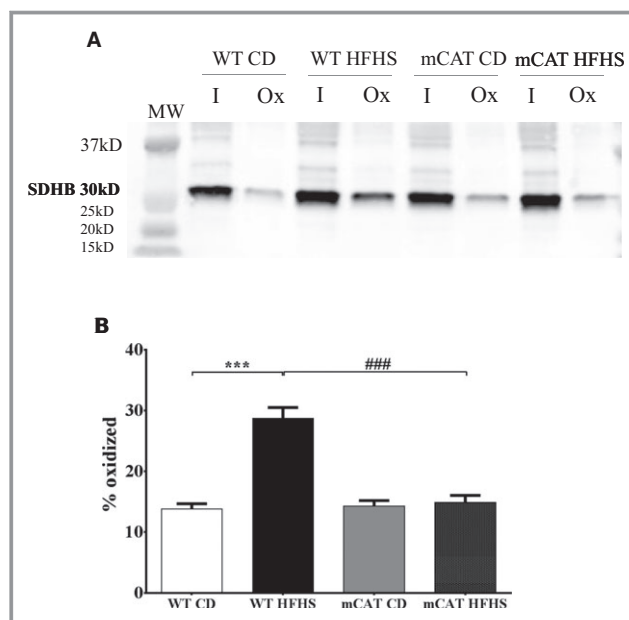 A
WT CD WT HFHS mCAT CD mCAT HFHS
I Ox I Ox I Ox I Ox
MW
37kD
SDHB 30kD
25kD
20kD
15kD
B
40
*** ###
30
20
10
0
% oxidized
WT CD WT HFHS mCAT CD mCAT HFHS